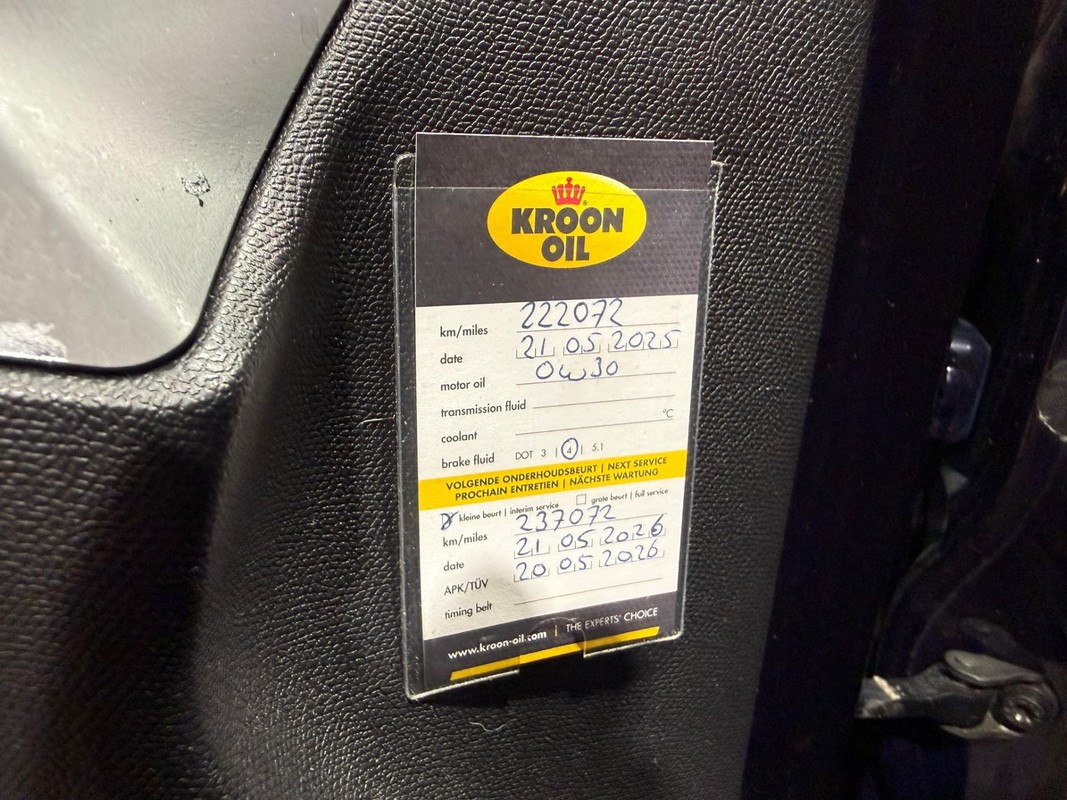 KROON
OIL
km/miles 222072
date 21 05 2025
motor oil 0w30
transmission fluid
coolant °C
brake fluid DOT 3 | 4 | 5.1
VOLGENDE ONDERHOUDSBEURT | NEXT SERVICE
PROCHAIN ENTRETIEN | NÄCHSTE WARTUNG
kleine beurt | interim service grote beurt | full service
km/miles 237072
date 21 05 2026
APK/TÜV 20 05 2026
timing belt
www.kroon-oil.com | THE EXPERTS' CHOICE